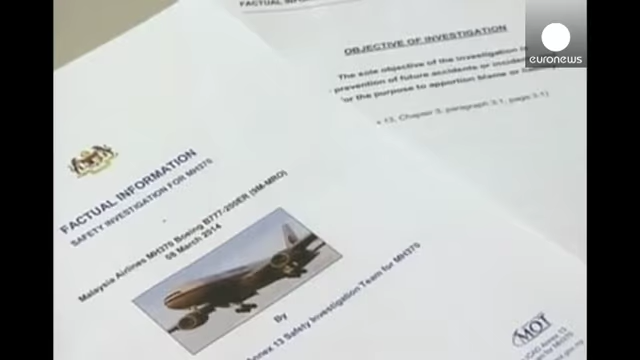 FACTUAL
euronews
OBJECTIVE OF INVESTIGATION
The sole objective of the investigation is
prevention of future accidents or
for the purpose to apportion blame or
13, Chapter 3, paragraph 3.1, page 3.1)
FACTUAL INFORMATION
SAFETY INVESTIGATION FOR MH370
Malaysia Airlines MH370 Boeing B777-200ER (9M-MRO)
08 March 2014
By
Annex 13 Safety Investigation Team for MH370
MOT